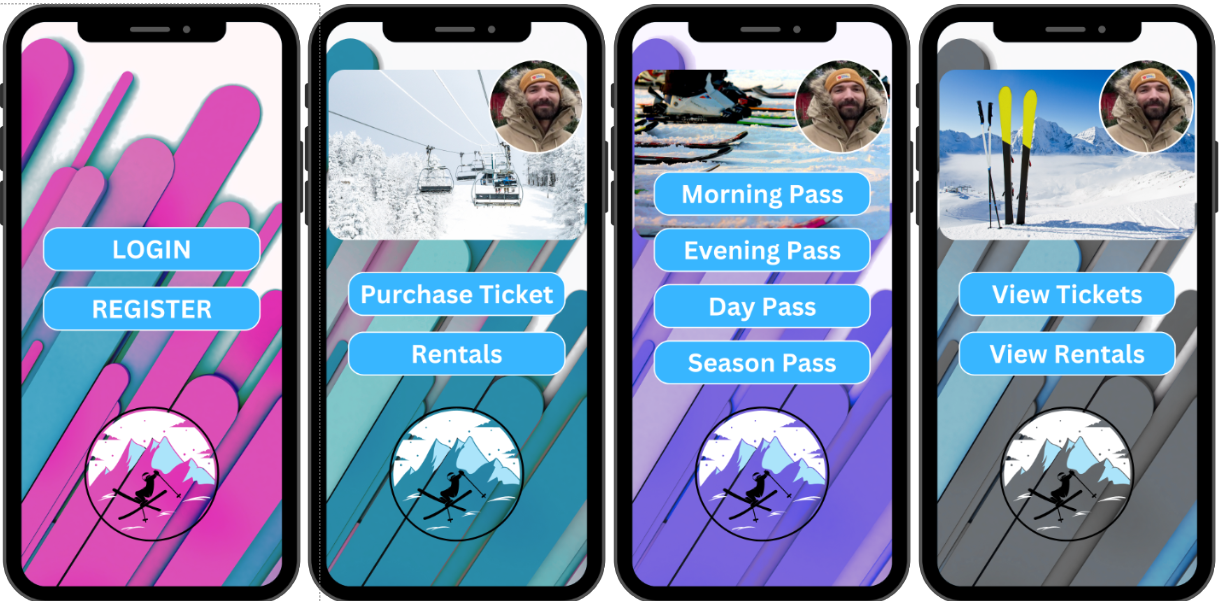 LOGIN
REGISTER
Purchase Ticket
Rentals
Morning Pass
Evening Pass
Day Pass
Season Pass
View Tickets
View Rentals